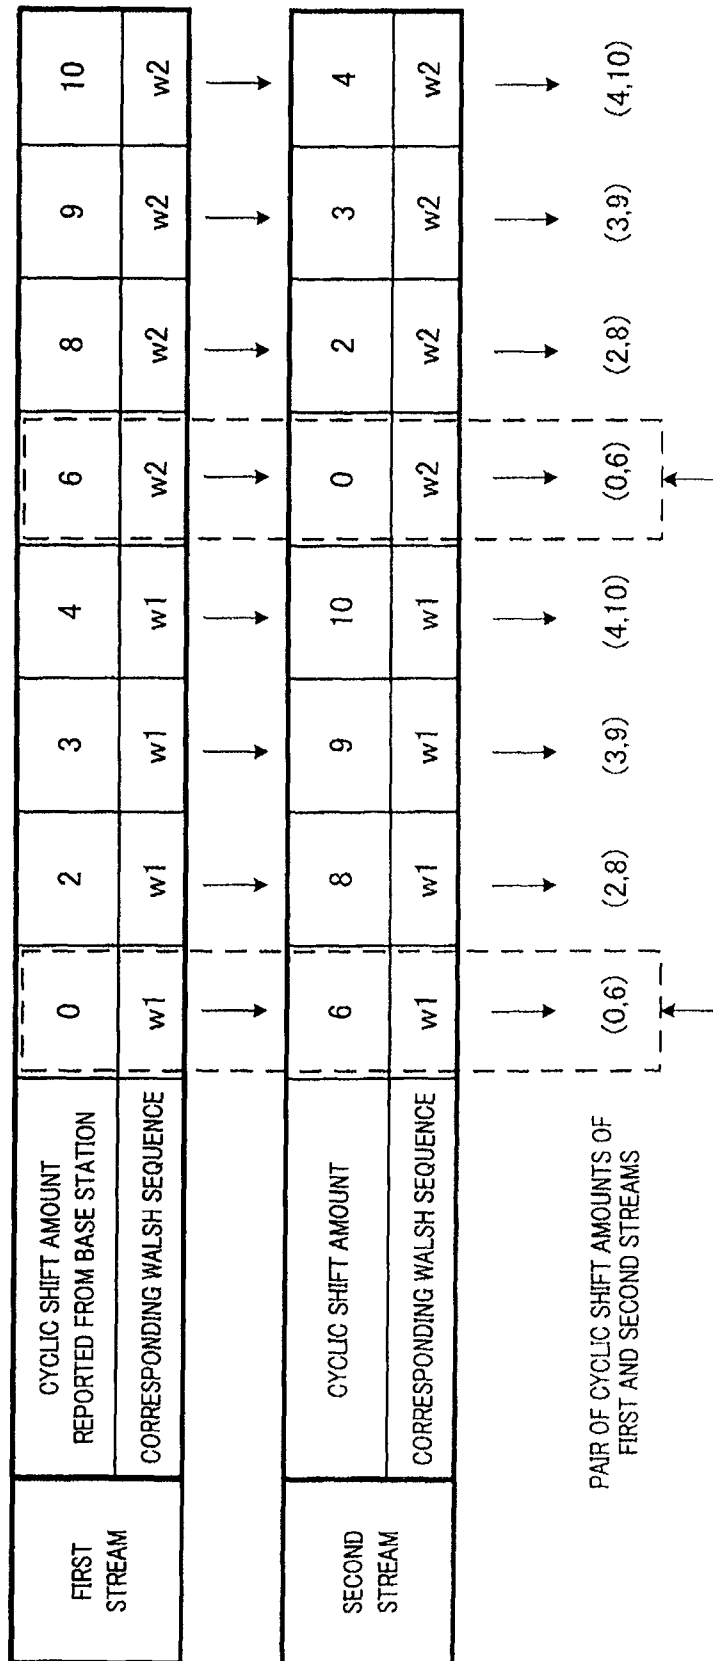 FIRST
STREAM
CYCLIC SHIFT AMOUNT
REPORTED FROM BASE STATION
0 2 3 4 6 8 9 10
CORRESPONDING WALSH SEQUENCE
w1 w1 w1 w1 w2 w2 w2 w2
SECOND
STREAM
CYCLIC SHIFT AMOUNT
6 8 9 10 0 2 3 4
CORRESPONDING WALSH SEQUENCE
w1 w1 w1 w1 w2 w2 w2 w2
PAIR OF CYCLIC SHIFT AMOUNTS OF
FIRST AND SECOND STREAMS
(0,6) (2,8) (3,9) (4,10) (0,6) (2,8) (3,9) (4,10)